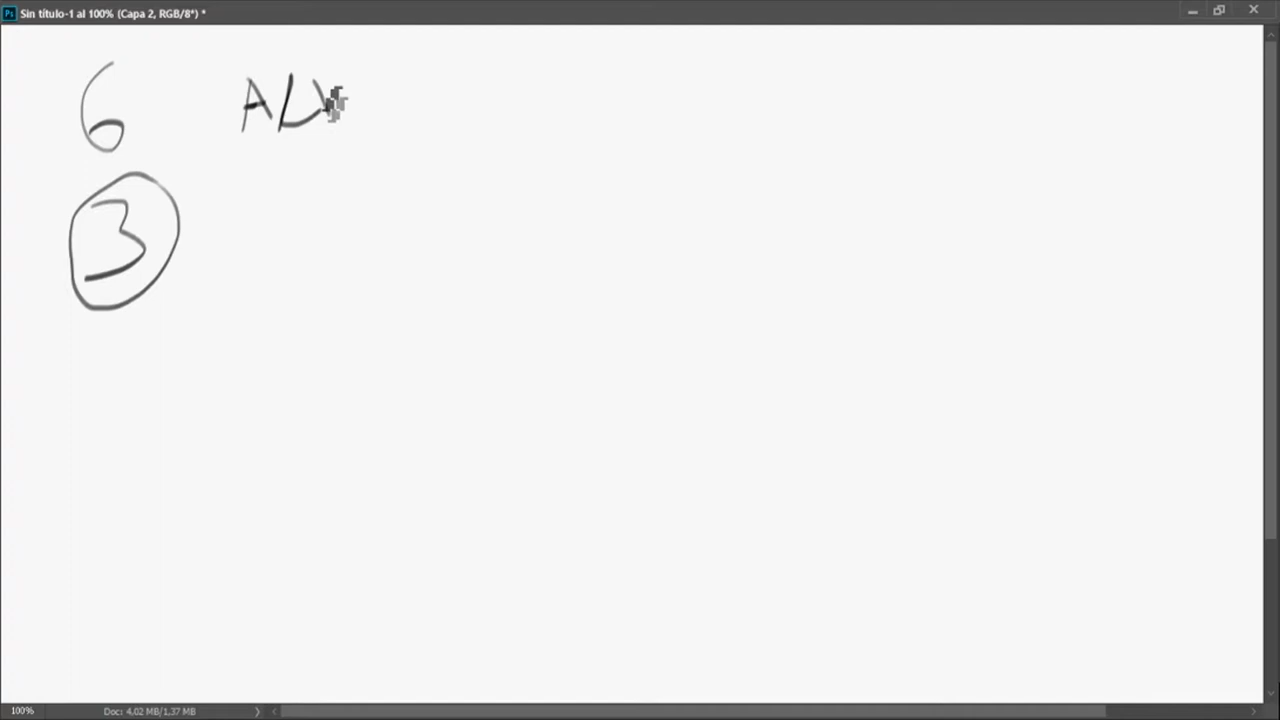 Sin título-1 al 100% (Capa 2, RGB/8*) *
6
3
100%
Doc: 4,02 MB/1,37 MB